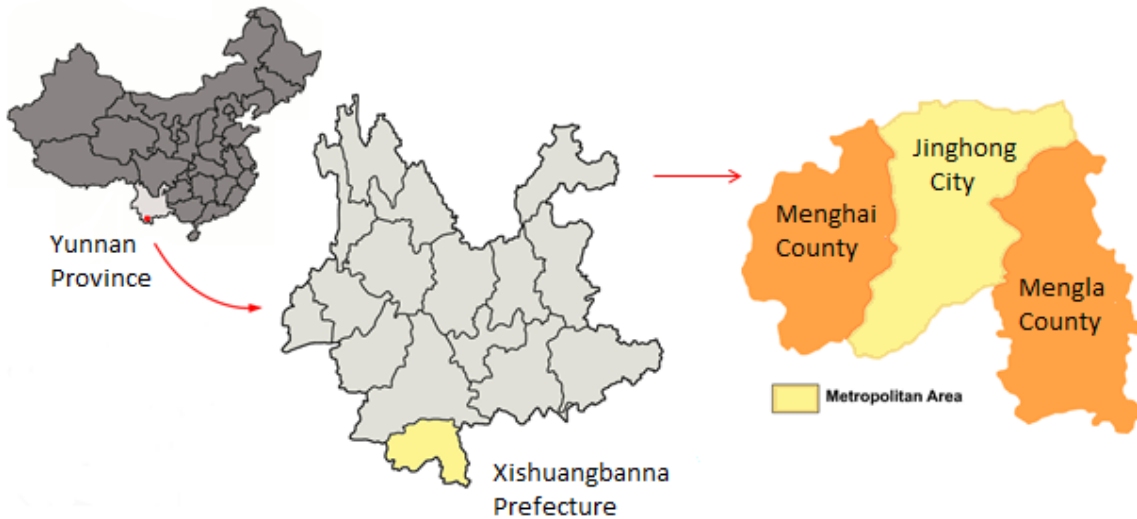 Yunnan
Province
Xishuangbanna
Prefecture
Menghai
County
Jinghong
City
Mengla
County
Metropolitan Area